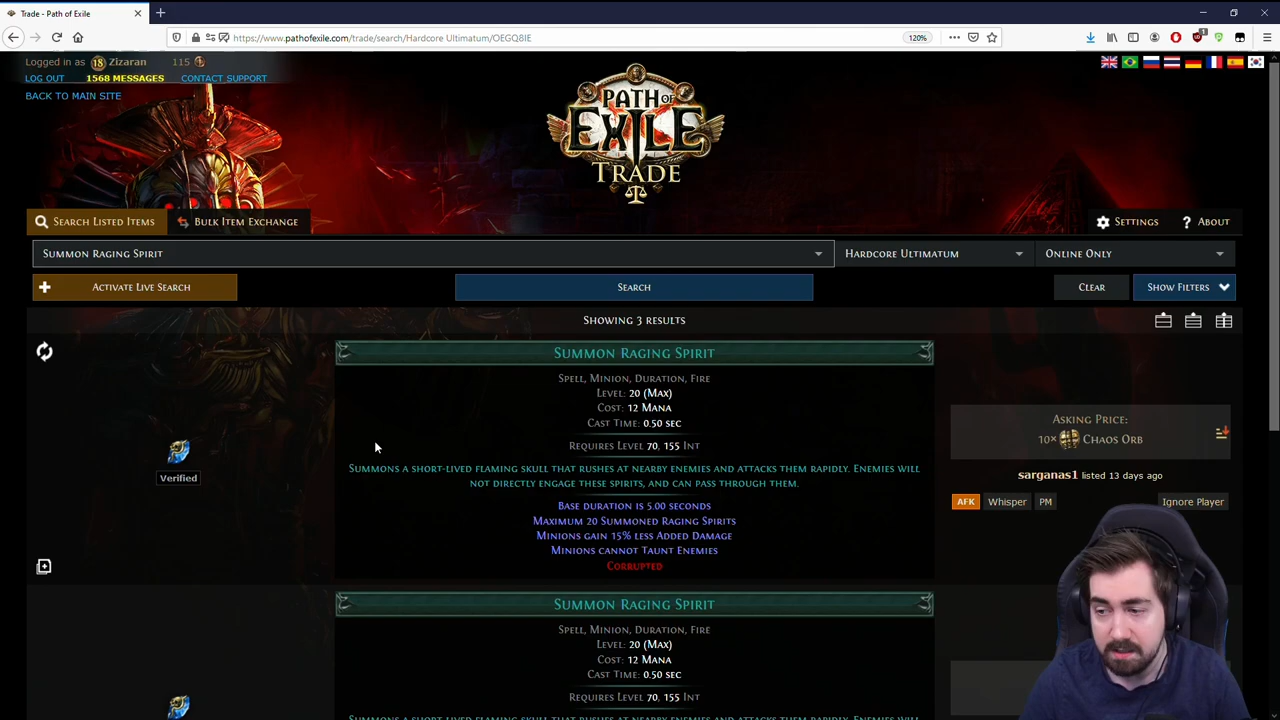 Trade - Path of Exile
https://www.pathofexile.com/trade/search/Hardcore Ultimatum/OEGQ8IE
120%
Logged in as 18 Zizaran 115
LOG OUT 1568 MESSAGES CONTACT SUPPORT
BACK TO MAIN SITE
PATH OF
EXILE
TRADE
SEARCH LISTED ITEMS BULK ITEM EXCHANGE SETTINGS ? ABOUT
SUMMON RAGING SPIRIT HARDCORE ULTIMATUM ONLINE ONLY
ACTIVATE LIVE SEARCH SEARCH CLEAR SHOW FILTERS
SHOWING 3 RESULTS
SUMMON RAGING SPIRIT
SPELL, MINION, DURATION, FIRE
LEVEL: 20 (MAX)
COST: 12 MANA
CAST TIME: 0.50 SEC
REQUIRES LEVEL 70, 155 INT
SUMMONS A SHORT-LIVED FLAMING SKULL THAT RUSHES AT NEARBY ENEMIES AND ATTACKS THEM RAPIDLY. ENEMIES WILL
NOT DIRECTLY ENGAGE THESE SPIRITS, AND CAN PASS THROUGH THEM.
BASE DURATION IS 5.00 SECONDS
MAXIMUM 20 SUMMONED RAGING SPIRITS
MINIONS GAIN 15% LESS ADDED DAMAGE
MINIONS CANNOT TAUNT ENEMIES
CORRUPTED
Verified
ASKING PRICE:
10× CHAOS ORB
sarganas1 listed 13 days ago
AFK Whisper PM Ignore Player
SUMMON RAGING SPIRIT
SPELL, MINION, DURATION, FIRE
LEVEL: 20 (MAX)
COST: 12 MANA
CAST TIME: 0.50 SEC
REQUIRES LEVEL 70, 155 INT